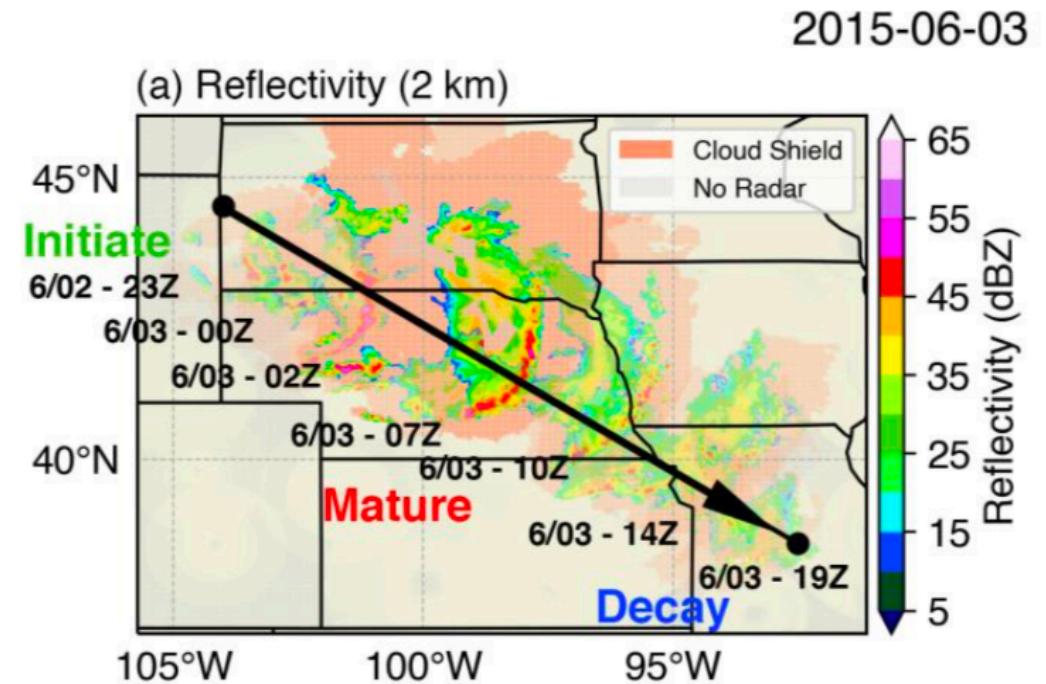 2015-06-03
(a) Reflectivity (2 km)
Cloud Shield
No Radar
45°N
40°N
Initiate
6/02 - 23Z
6/03 - 00Z
6/03 - 02Z
6/03 - 07Z
6/03 - 10Z
Mature
6/03 - 14Z
6/03 - 19Z
Decay
105°W 100°W 95°W
65
55
45
35
25
15
5
Reflectivity (dBZ)